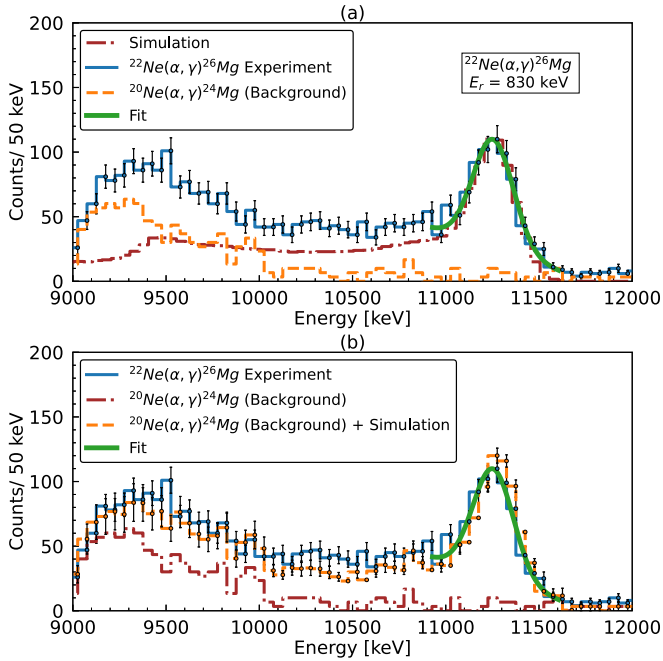 (a)
200
150
100
50
0
Counts/ 50 keV
Simulation
²²Ne(α, γ)²⁶Mg Experiment
²⁰Ne(α, γ)²⁴Mg (Background)
Fit
²²Ne(α,γ)²⁶Mg
Eᵣ = 830 keV
9000 9500 10000 10500 11000 11500 12000
Energy [keV]
(b)
200
150
100
50
0
Counts/ 50 keV
²²Ne(α, γ)²⁶Mg Experiment
²⁰Ne(α, γ)²⁴Mg (Background)
²⁰Ne(α, γ)²⁴Mg (Background) + Simulation
Fit
9000 9500 10000 10500 11000 11500 12000
Energy [keV]